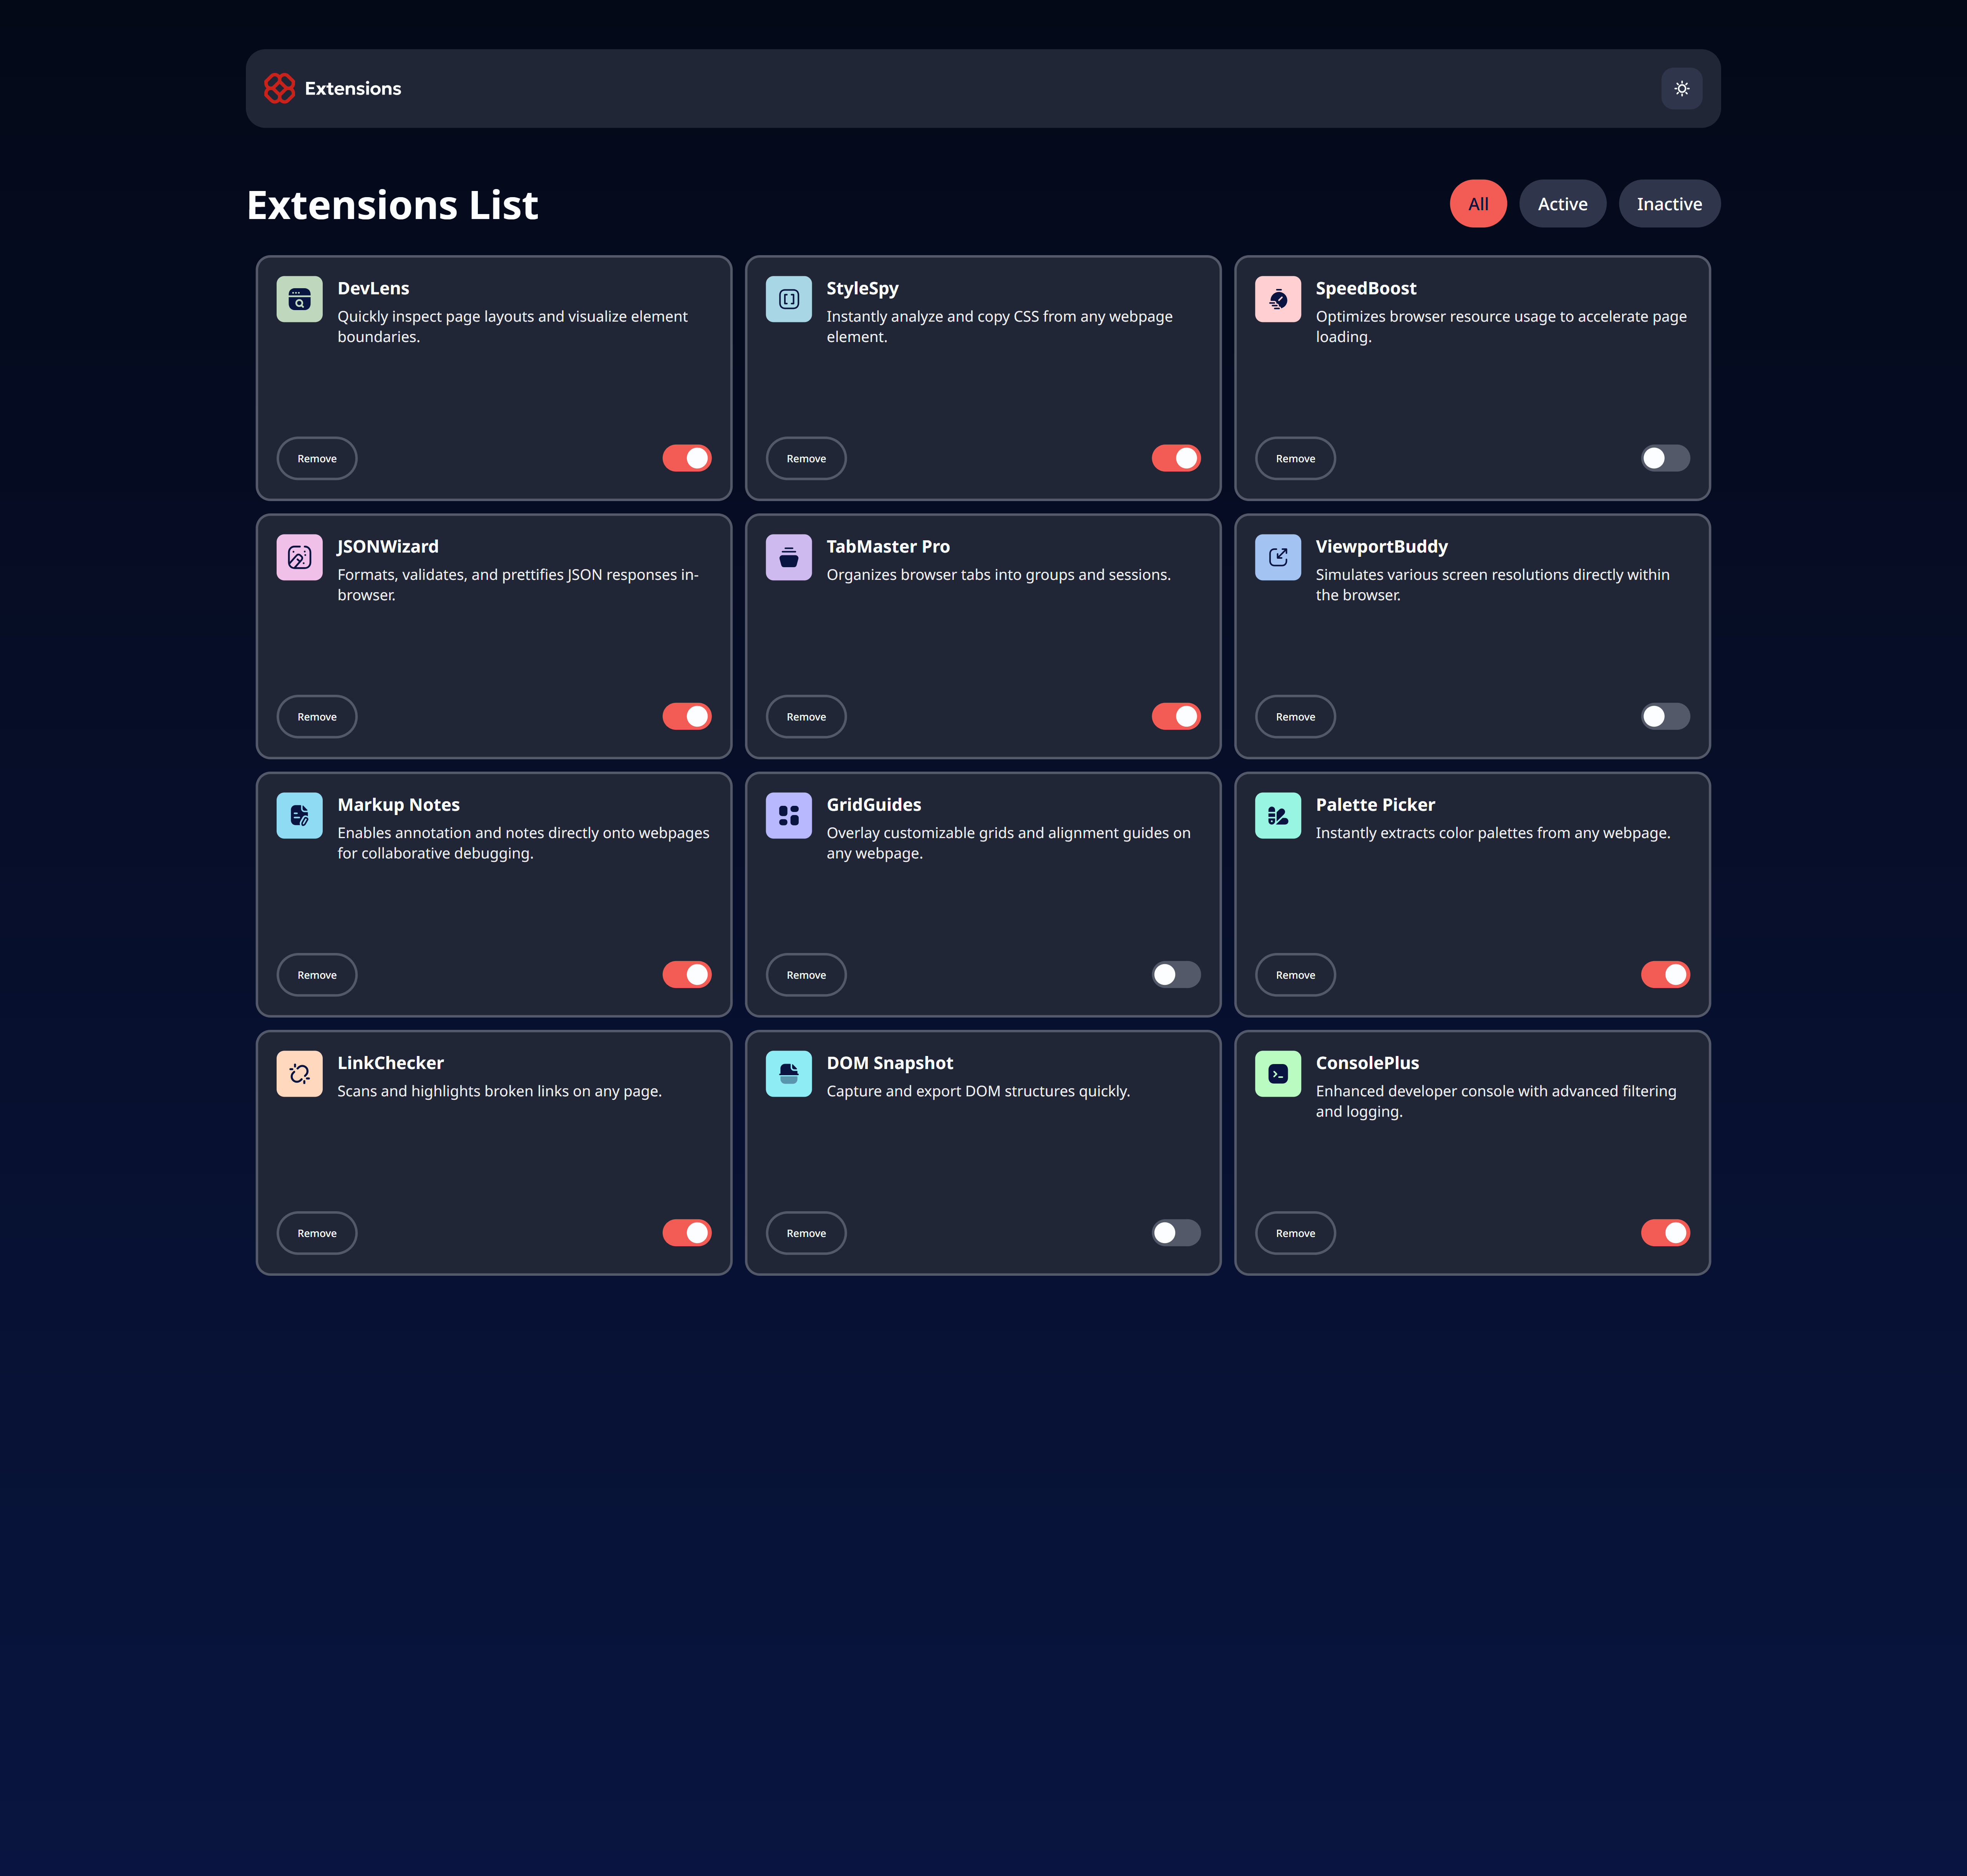 Extensions
Extensions List
All
Active
Inactive
DevLens
Quickly inspect page layouts and visualize element
boundaries.
Remove
StyleSpy
Instantly analyze and copy CSS from any webpage
element.
Remove
SpeedBoost
Optimizes browser resource usage to accelerate page
loading.
Remove
JSONWizard
Formats, validates, and prettifies JSON responses in-
browser.
Remove
TabMaster Pro
Organizes browser tabs into groups and sessions.
Remove
ViewportBuddy
Simulates various screen resolutions directly within
the browser.
Remove
Markup Notes
Enables annotation and notes directly onto webpages
for collaborative debugging.
Remove
GridGuides
Overlay customizable grids and alignment guides on
any webpage.
Remove
Palette Picker
Instantly extracts color palettes from any webpage.
Remove
LinkChecker
Scans and highlights broken links on any page.
Remove
DOM Snapshot
Capture and export DOM structures quickly.
Remove
ConsolePlus
Enhanced developer console with advanced filtering
and logging.
Remove